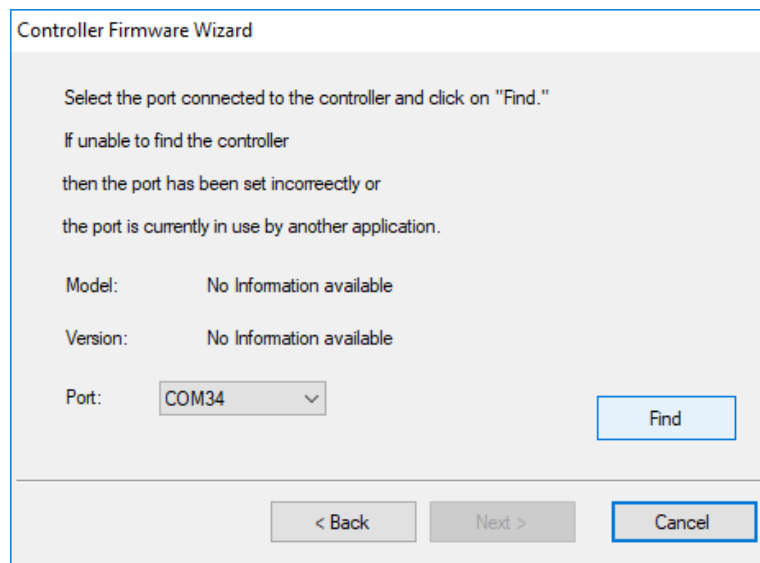 Controller Firmware Wizard
Select the port connected to the controller and click on "Find."
If unable to find the controller
then the port has been set incorreectly or
the port is currently in use by another application.
Model: No Information available
Version: No Information available
Port: COM34
Find
< Back Next > Cancel